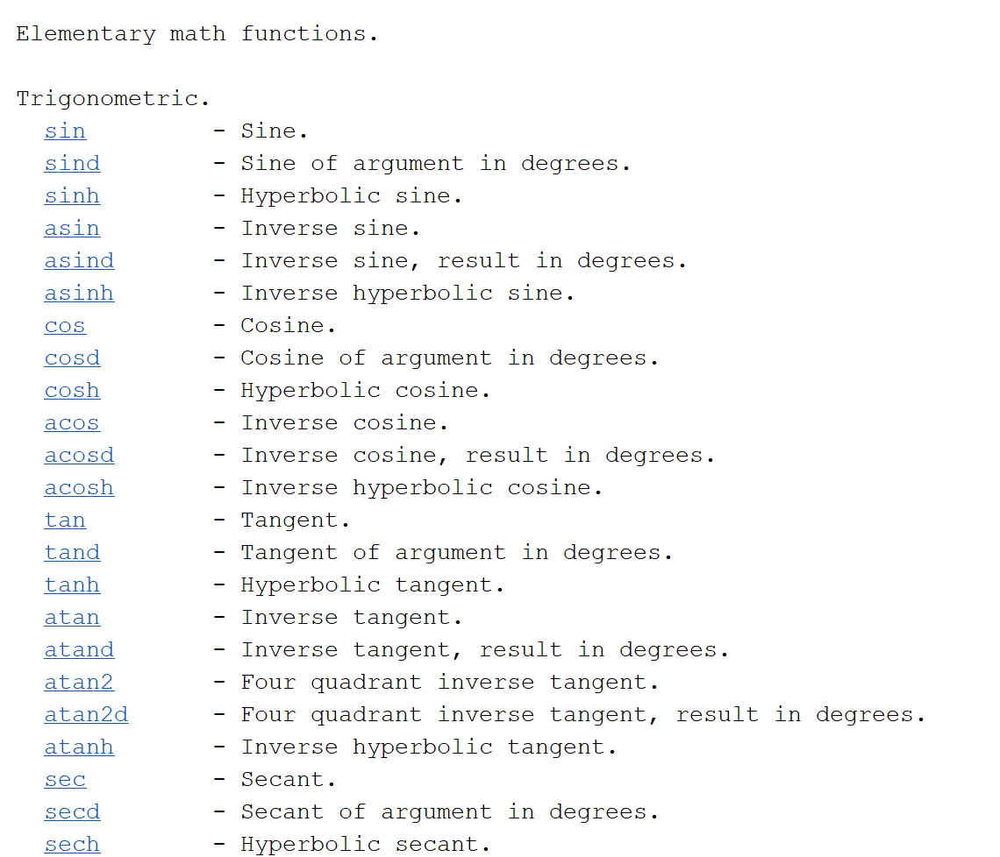 Elementary math functions.
Trigonometric.
sin - Sine.
sind - Sine of argument in degrees.
sinh - Hyperbolic sine.
asin - Inverse sine.
asind - Inverse sine, result in degrees.
asinh - Inverse hyperbolic sine.
cos - Cosine.
cosd - Cosine of argument in degrees.
cosh - Hyperbolic cosine.
acos - Inverse cosine.
acosd - Inverse cosine, result in degrees.
acosh - Inverse hyperbolic cosine.
tan - Tangent.
tand - Tangent of argument in degrees.
tanh - Hyperbolic tangent.
atan - Inverse tangent.
atand - Inverse tangent, result in degrees.
atan2 - Four quadrant inverse tangent.
atan2d - Four quadrant inverse tangent, result in degrees.
atanh - Inverse hyperbolic tangent.
sec - Secant.
secd - Secant of argument in degrees.
sech - Hyperbolic secant.